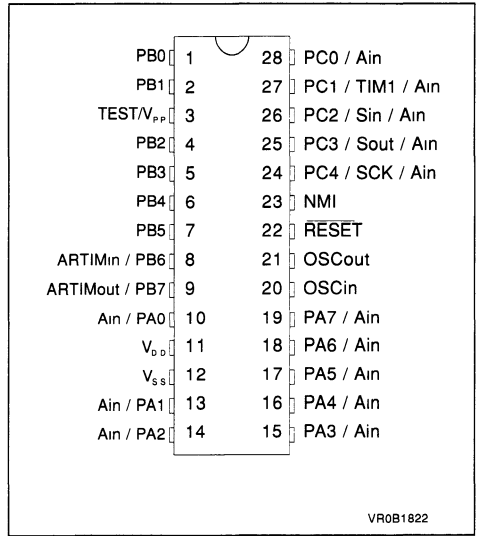 PB0 1 28 PC0 / Ain
PB1 2 27 PC1 / TIM1 / Ain
TEST/VPP 3 26 PC2 / Sin / Ain
PB2 4 25 PC3 / Sout / Ain
PB3 5 24 PC4 / SCK / Ain
PB4 6 23 NMI
PB5 7 22 RESET
ARTIMin / PB6 8 21 OSCout
ARTIMout / PB7 9 20 OSCin
Ain / PA0 10 19 PA7 / Ain
VDD 11 18 PA6 / Ain
VSS 12 17 PA5 / Ain
Ain / PA1 13 16 PA4 / Ain
Ain / PA2 14 15 PA3 / Ain
VR0B1822